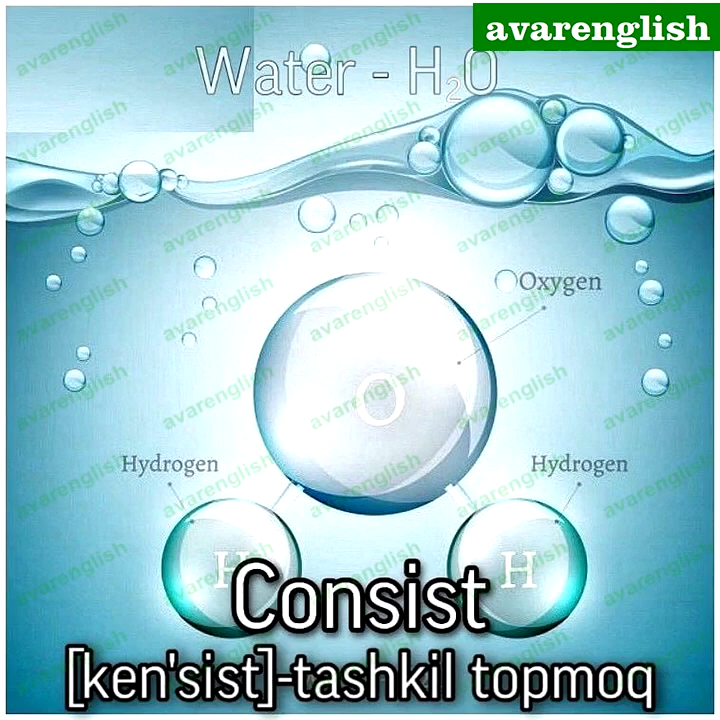 avarenglish
Water - H₂O
Oxygen
O
Hydrogen
Hydrogen
H
H
Consist
[ken'sist]-tashkil topmoq